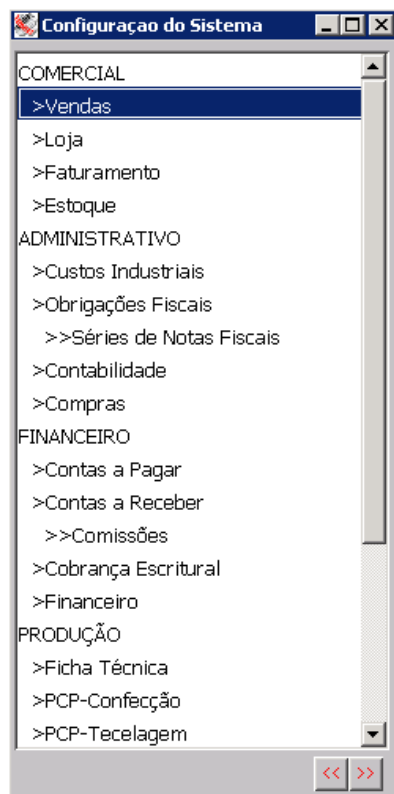 Configuraçao do Sistema
COMERCIAL
>Vendas
>Loja
>Faturamento
>Estoque
ADMINISTRATIVO
>Custos Industriais
>Obrigações Fiscais
>>Séries de Notas Fiscais
>Contabilidade
>Compras
FINANCEIRO
>Contas a Pagar
>Contas a Receber
>>Comissões
>Cobrança Escritural
>Financeiro
PRODUÇÃO
>Ficha Técnica
>PCP-Confecção
>PCP-Tecelagem
<< >>